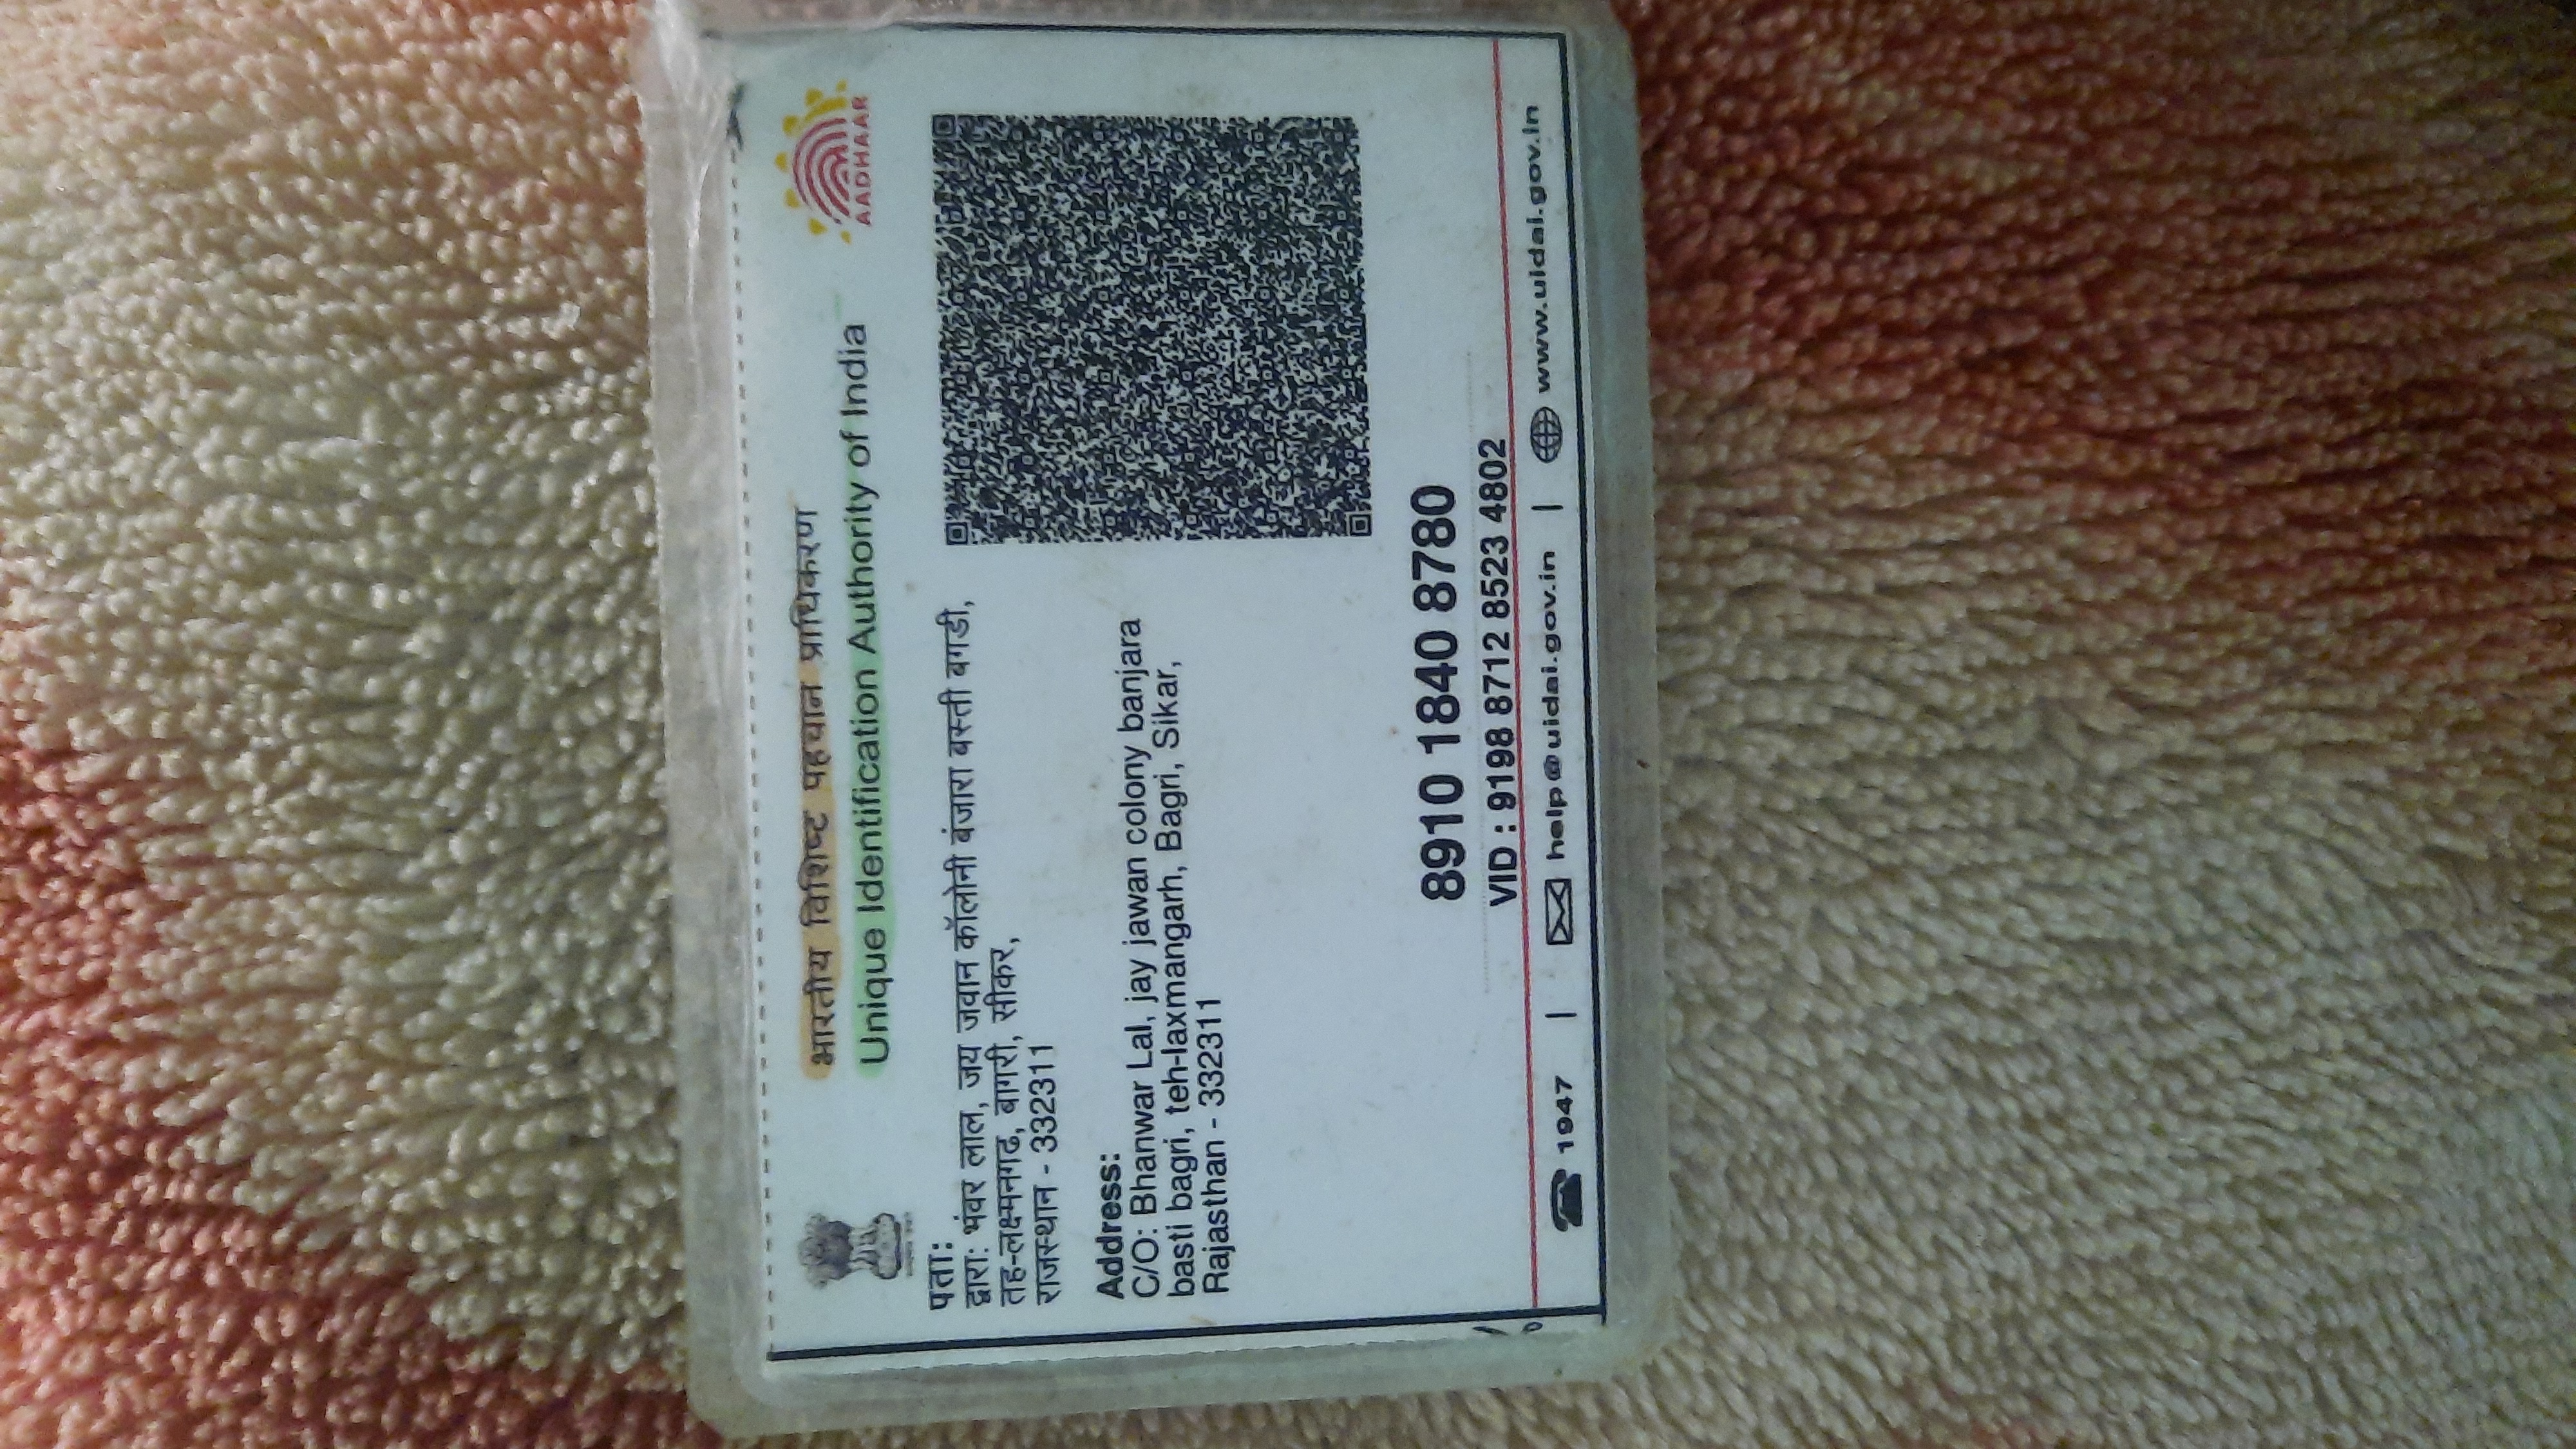 भारतीय विशिष्ट पहचान प्राधिकरण
Unique Identification Authority of India
AADHAAR
पता:
द्वारा: भंवर लाल, जय जवान कॉलोनी बंजारा बस्ती बगडी,
तह-लक्ष्मनगढ, बागरी, सीकर,
राजस्थान - 332311
Address:
C/O: Bhanwar Lal, jay jawan colony banjara
basti bagri, teh-laxmangarh, Bagri, Sikar,
Rajasthan - 332311
8910 1840 8780
VID : 9198 8712 8523 4802
1947 | help@uidai.gov.in | www.uidai.gov.in